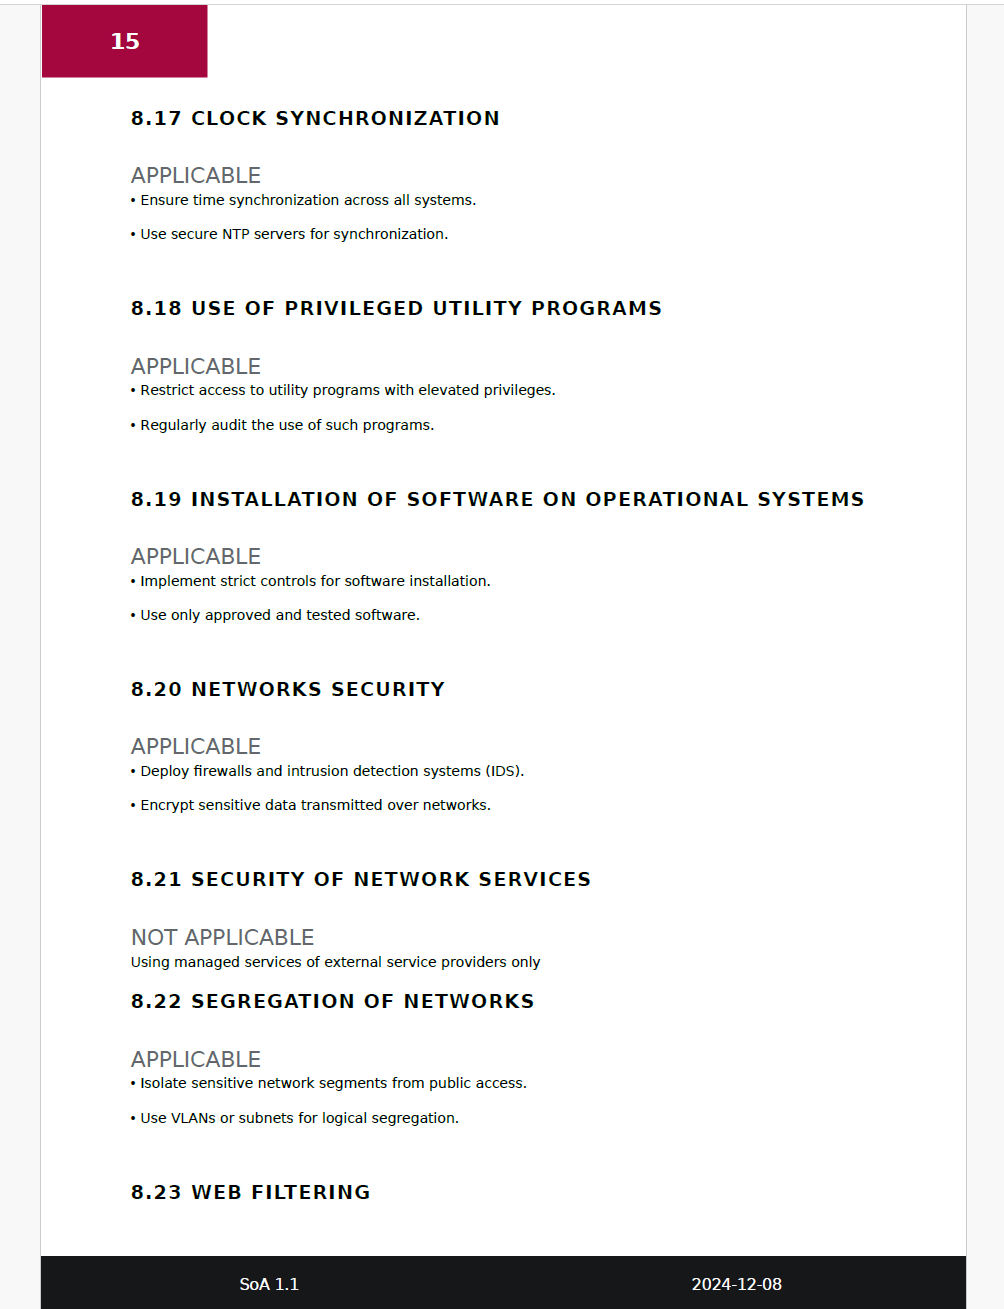 15
8.17 CLOCK SYNCHRONIZATION
APPLICABLE
• Ensure time synchronization across all systems.
• Use secure NTP servers for synchronization.
8.18 USE OF PRIVILEGED UTILITY PROGRAMS
APPLICABLE
• Restrict access to utility programs with elevated privileges.
• Regularly audit the use of such programs.
8.19 INSTALLATION OF SOFTWARE ON OPERATIONAL SYSTEMS
APPLICABLE
• Implement strict controls for software installation.
• Use only approved and tested software.
8.20 NETWORKS SECURITY
APPLICABLE
• Deploy firewalls and intrusion detection systems (IDS).
• Encrypt sensitive data transmitted over networks.
8.21 SECURITY OF NETWORK SERVICES
NOT APPLICABLE
Using managed services of external service providers only
8.22 SEGREGATION OF NETWORKS
APPLICABLE
• Isolate sensitive network segments from public access.
• Use VLANs or subnets for logical segregation.
8.23 WEB FILTERING
SoA 1.1 2024-12-08